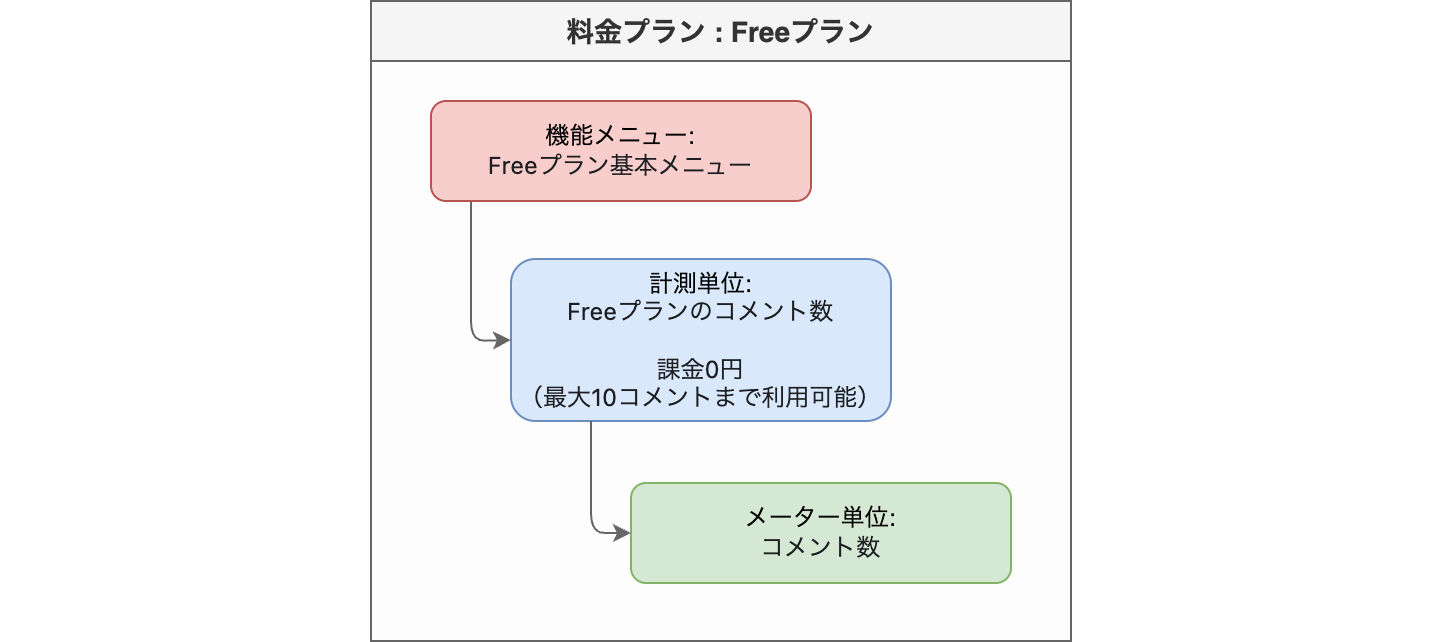 料金プラン : Freeプラン
機能メニュー:
Freeプラン基本メニュー
計測単位:
Freeプランのコメント数
課金0円
（最大10コメントまで利用可能）
メーター単位:
コメント数